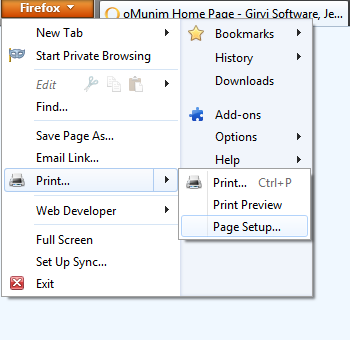 Firefox
oMunim Home Page - Girvi Software, Je...
New Tab
Start Private Browsing
Edit
Find...
Save Page As...
Email Link...
Print...
Web Developer
Full Screen
Set Up Sync...
Exit
Bookmarks
History
Downloads
Add-ons
Options
Help
Print... Ctrl+P
Print Preview
Page Setup...